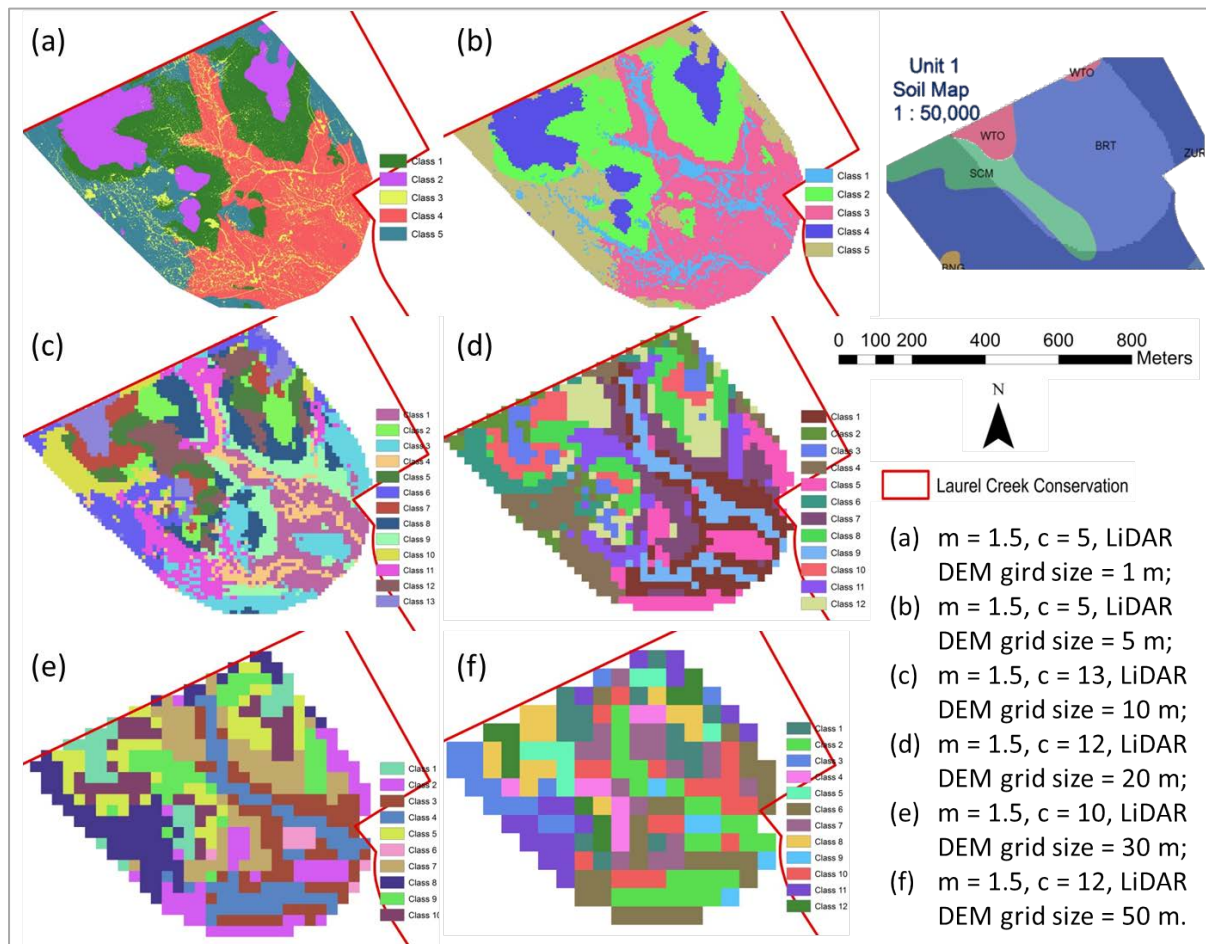 (a)
Class 1
Class 2
Class 3
Class 4
Class 5
(b)
Class 1
Class 2
Class 3
Class 4
Class 5
Unit 1
Soil Map
1 : 50,000
WTO
WTO
BRT
ZUR
SCM
BNG
(c)
Class 1
Class 2
Class 3
Class 4
Class 5
Class 6
Class 7
Class 8
Class 9
Class 10
Class 11
Class 12
Class 13
(d)
Class 1
Class 2
Class 3
Class 4
Class 5
Class 6
Class 7
Class 8
Class 9
Class 10
Class 11
Class 12
0 100 200 400 600 800
Meters
N
Laurel Creek Conservation
(e)
Class 1
Class 2
Class 3
Class 4
Class 5
Class 6
Class 7
Class 8
Class 9
Class 10
(f)
Class 1
Class 2
Class 3
Class 4
Class 5
Class 6
Class 7
Class 8
Class 9
Class 10
Class 11
Class 12
(a) m = 1.5, c = 5, LiDAR
DEM gird size = 1 m;
(b) m = 1.5, c = 5, LiDAR
DEM grid size = 5 m;
(c) m = 1.5, c = 13, LiDAR
DEM grid size = 10 m;
(d) m = 1.5, c = 12, LiDAR
DEM grid size = 20 m;
(e) m = 1.5, c = 10, LiDAR
DEM grid size = 30 m;
(f) m = 1.5, c = 12, LiDAR
DEM grid size = 50 m.